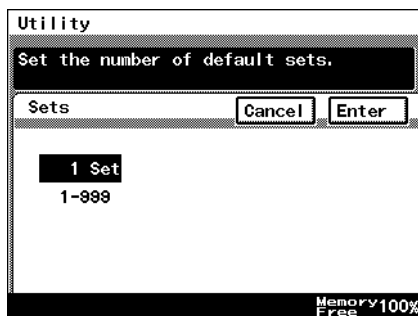 Utility
Set the number of default sets.
Sets
Cancel
Enter
1 Set
1-999
Memory
Free 100%